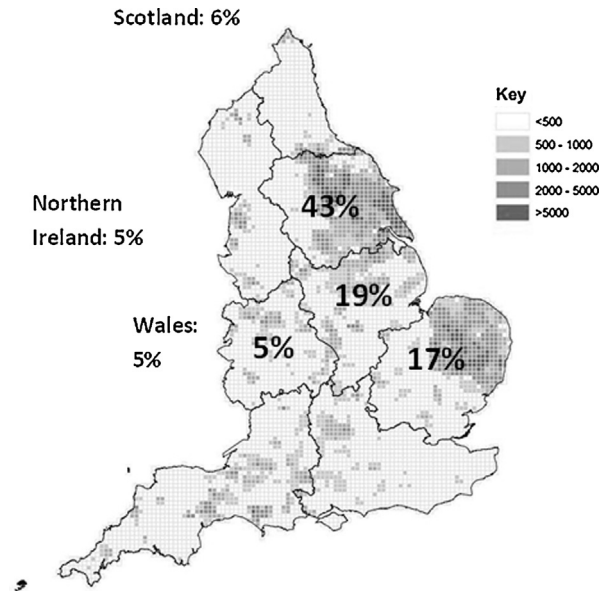 Scotland: 6%
Key
<500
500 - 1000
1000 - 2000
2000 - 5000
>5000
43%
Northern
Ireland: 5%
19%
Wales:
5%
5%
17%